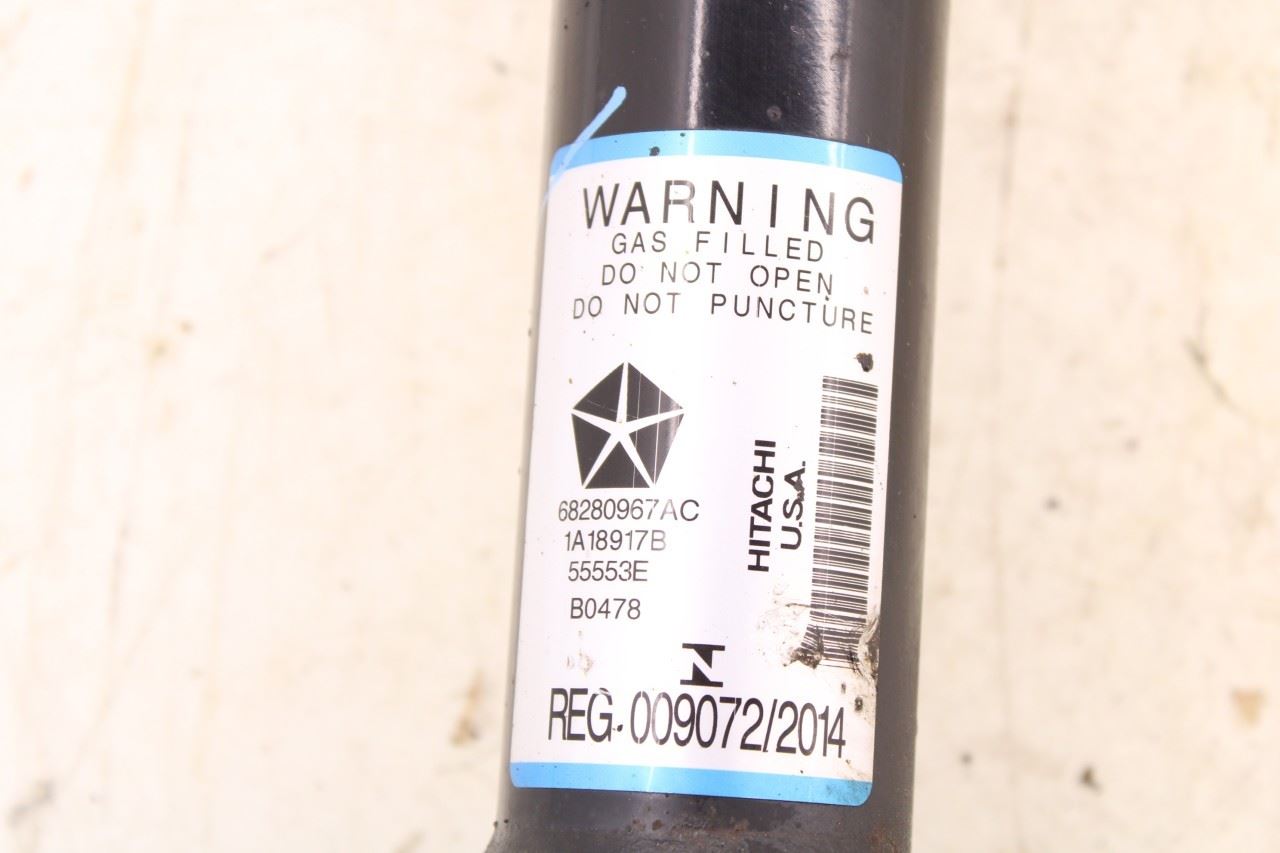 WARNING
GAS FILLED
DO NOT OPEN
DO NOT PUNCTURE
68280967AC
1A18917B
55553E
B0478
HITACHI
U.S.A.
REG. 009072/2014